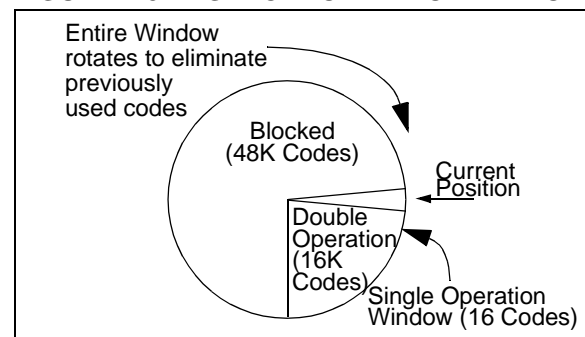 Entire Window
rotates to eliminate
previously
used codes
Blocked
(48K Codes)
Current
Position
Double
Operation
(16K
Codes)
Single Operation
Window (16 Codes)